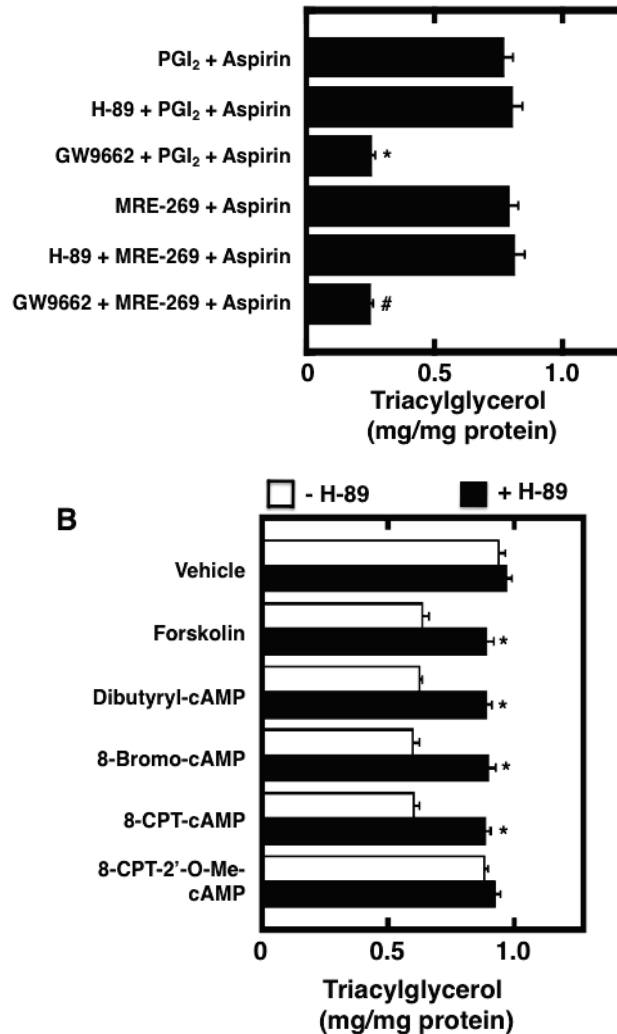 PGI₂ + Aspirin
H-89 + PGI₂ + Aspirin
GW9662 + PGI₂ + Aspirin
*
MRE-269 + Aspirin
H-89 + MRE-269 + Aspirin
GW9662 + MRE-269 + Aspirin
#
0 0.5 1.0
Triacylglycerol
(mg/mg protein)
B
- H-89 + H-89
Vehicle
Forskolin
*
Dibutyryl-cAMP
*
8-Bromo-cAMP
*
8-CPT-cAMP
*
8-CPT-2'-O-Me-
cAMP
0 0.5 1.0
Triacylglycerol
(mg/mg protein)